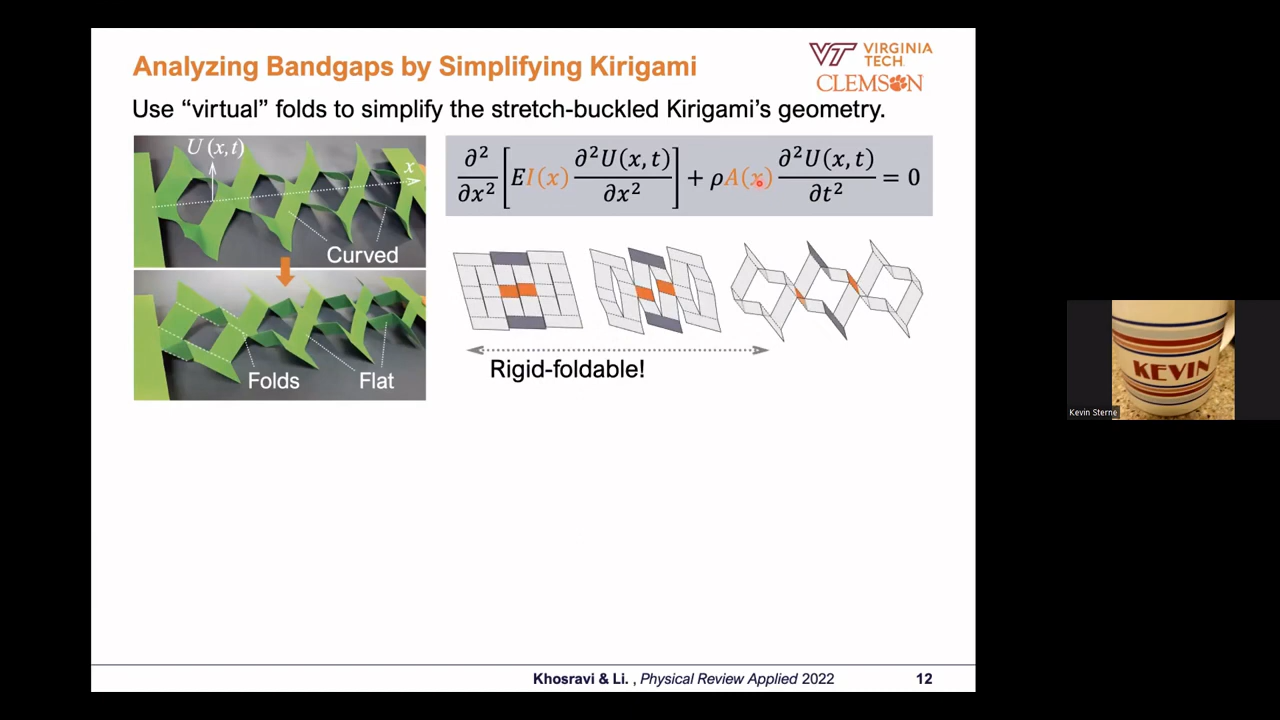 Analyzing Bandgaps by Simplifying Kirigami
VT VIRGINIA
TECH
CLEMSON
Use “virtual” folds to simplify the stretch-buckled Kirigami’s geometry.
U(x,t)
x
Curved
Folds
Flat
∂²/∂x² [EI(x) ∂²U(x,t)/∂x²] + ρA(x) ∂²U(x,t)/∂t² = 0
Rigid-foldable!
KEVIN
Kevin Sterne
Khosravi & Li. , Physical Review Applied 2022
12